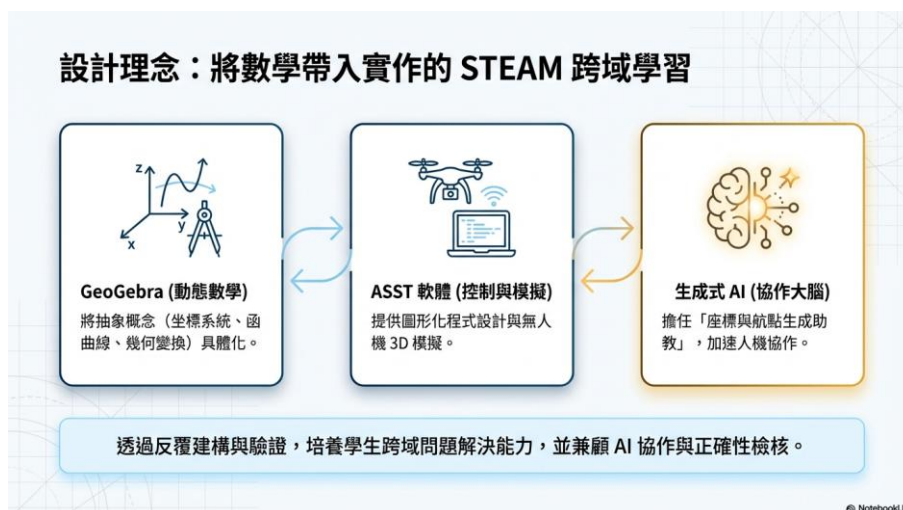 設計理念：將數學帶入實作的 STEAM 跨域學習
z
y
x
GeoGebra (動態數學)
將抽象概念（坐標系統、函
曲線、幾何變換）具體化。
ASST 軟體 (控制與模擬)
提供圖形化程式設計與無人
機 3D 模擬。
生成式 AI (協作大腦)
擔任「座標與航點生成助
教」，加速人機協作。
透過反覆建構與驗證，培養學生跨域問題解決能力，並兼顧 AI 協作與正確性檢核。